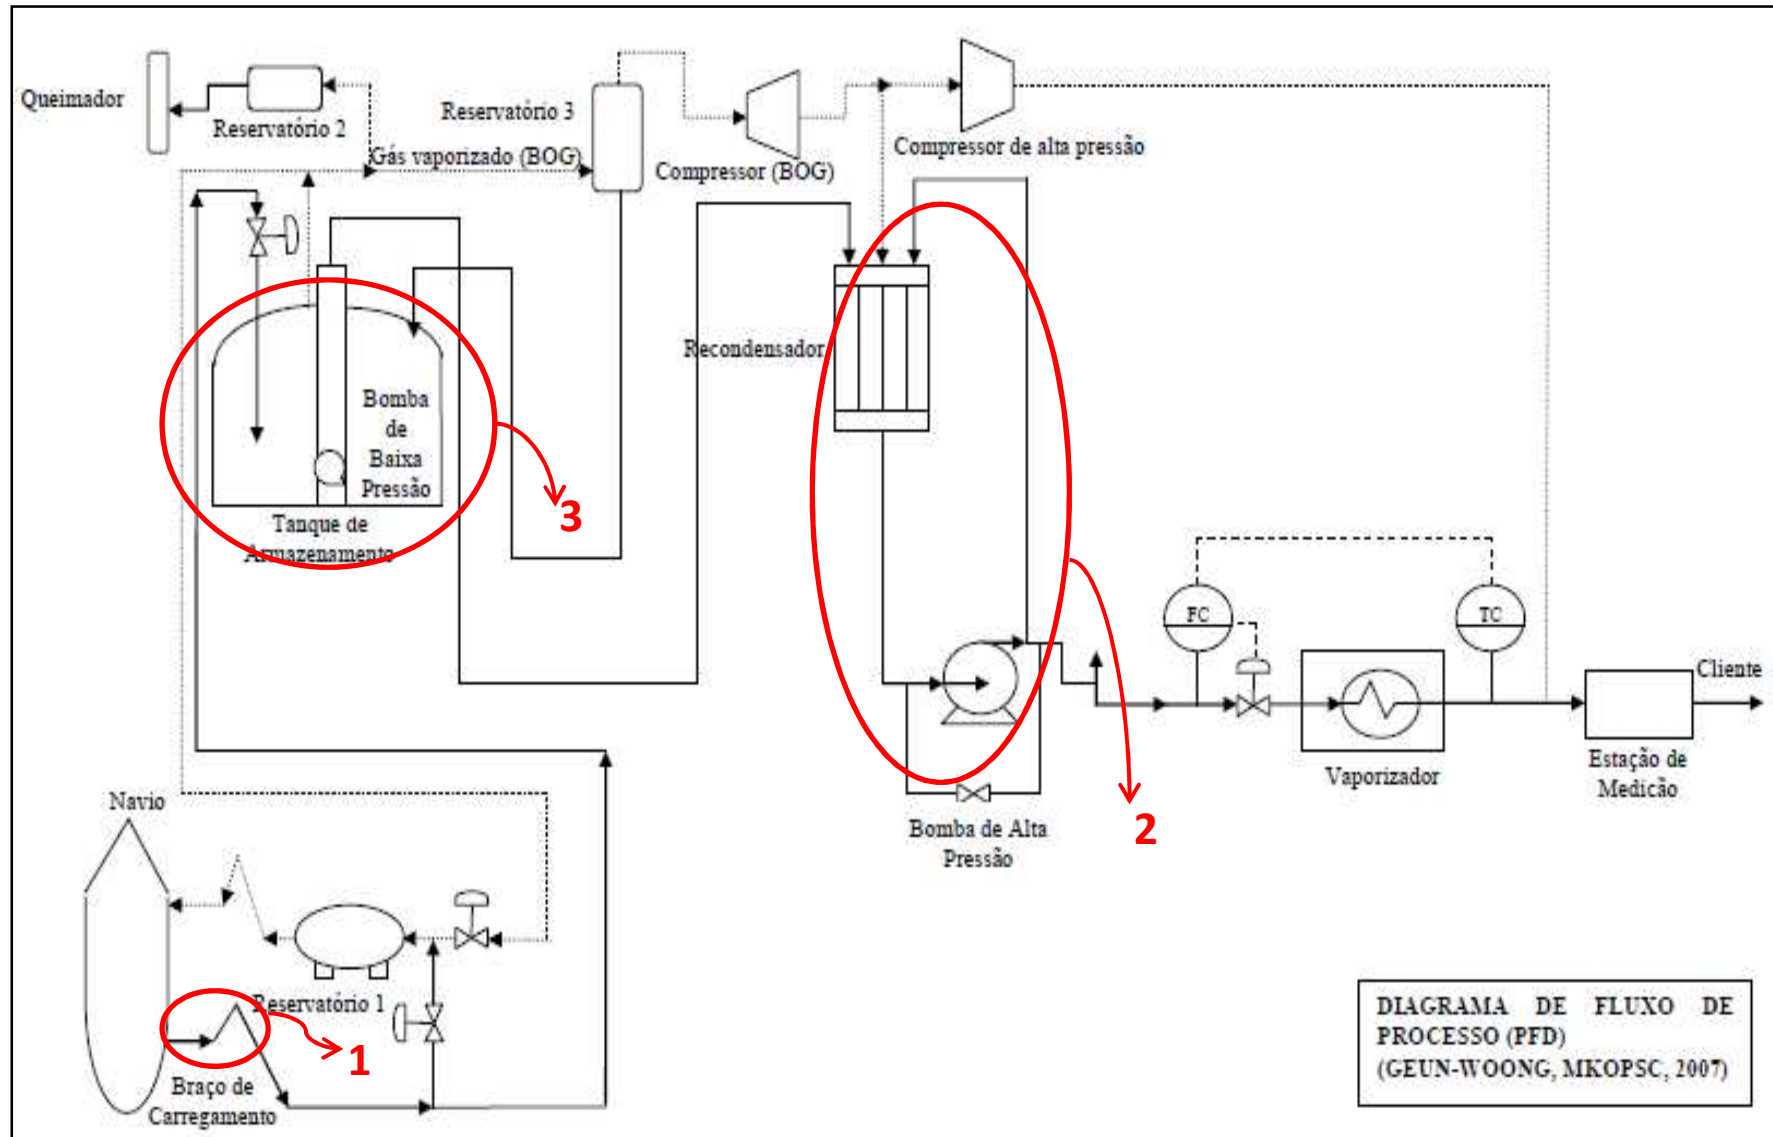 Queimador
Reservatório 2
Reservatório 3
Gás vaporizado (BOG)
Compressor (BOG)
Compressor de alta pressão
Recondensador
Bomba
de
Baixa
Pressão
Tanque de
Armazenamento
3
FC
TC
Cliente
Vaporizador
Estação de
Medicão
Bomba de Alta
Pressão
2
Navio
Reservatório 1
1
Braço de
Carregamento
DIAGRAMA DE FLUXO DE
PROCESSO (PFD)
(GEUN-WOONG, MKOPSC, 2007)